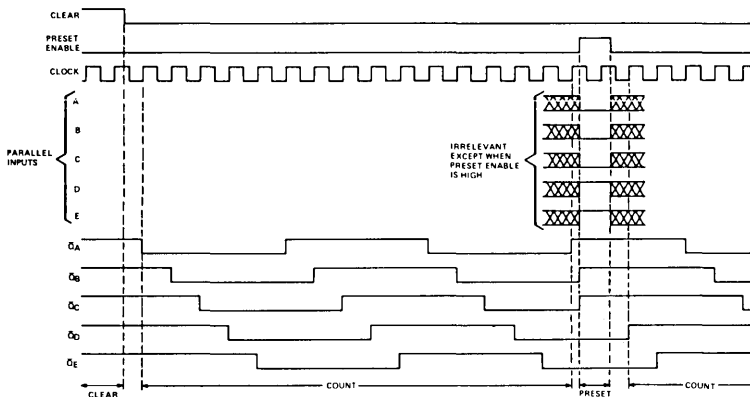 CLEAR
PRESET
ENABLE
CLOCK
PARALLEL
INPUTS
A
B
C
D
E
IRRELEVANT
EXCEPT WHEN
PRESET ENABLE
IS HIGH
Q̄A
Q̄B
Q̄C
Q̄D
Q̄E
CLEAR
COUNT
PRESET
COUNT